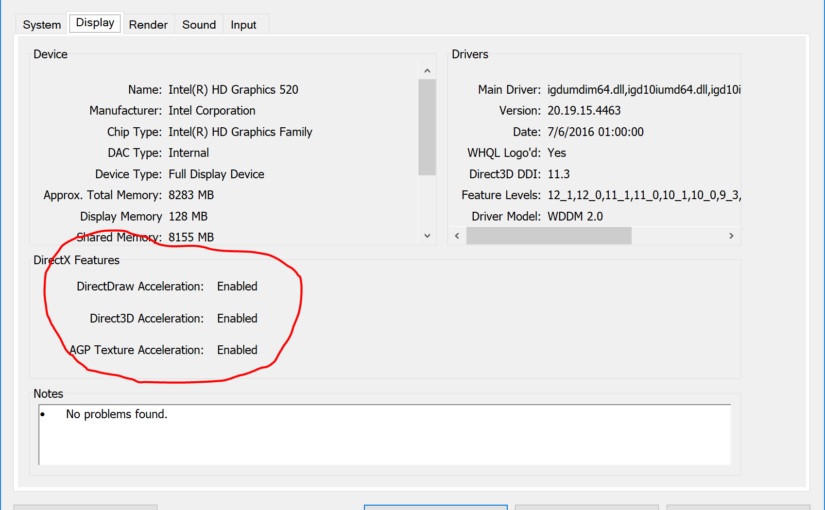 System Display Render Sound Input
Device
Name: Intel(R) HD Graphics 520
Manufacturer: Intel Corporation
Chip Type: Intel(R) HD Graphics Family
DAC Type: Internal
Device Type: Full Display Device
Approx. Total Memory: 8283 MB
Display Memory 128 MB
Shared Memory: 8155 MB
Drivers
Main Driver: igdumdim64.dll,igd10iumd64.dll,igd10i
Version: 20.19.15.4463
Date: 7/6/2016 01:00:00
WHQL Logo'd: Yes
Direct3D DDI: 11.3
Feature Levels: 12_1,12_0,11_1,11_0,10_1,10_0,9_3,
Driver Model: WDDM 2.0
DirectX Features
DirectDraw Acceleration: Enabled
Direct3D Acceleration: Enabled
AGP Texture Acceleration: Enabled
Notes
• No problems found.